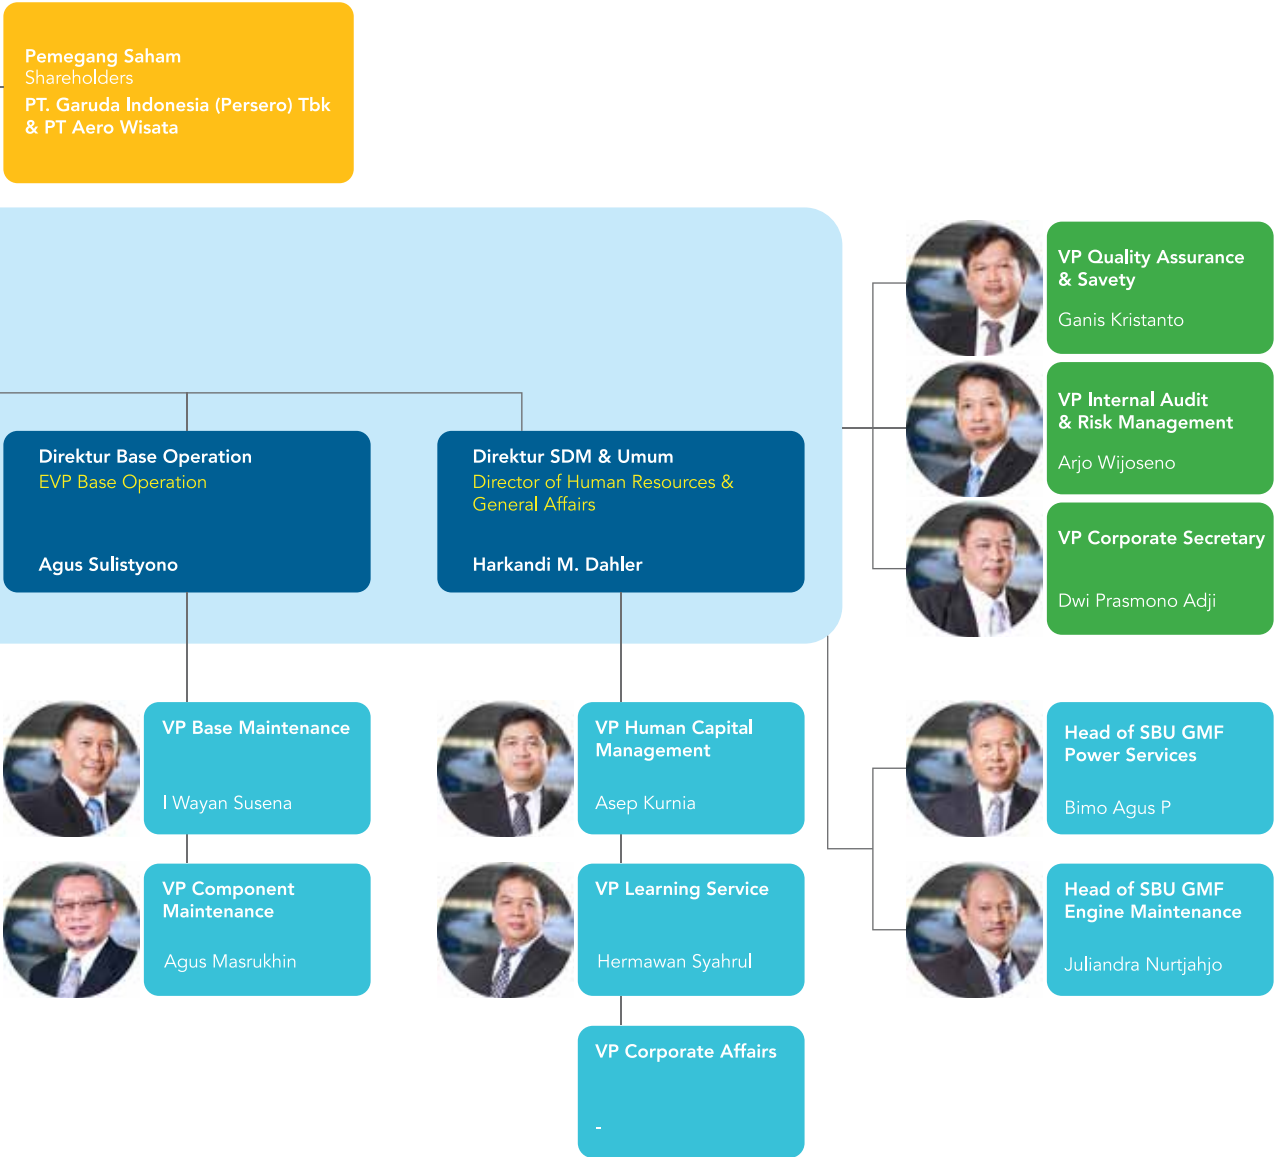 Pemegang Saham
Shareholders
PT. Garuda Indonesia (Persero) Tbk
& PT Aero Wisata
VP Quality Assurance
& Savety
Ganis Kristanto
VP Internal Audit
& Risk Management
Arjo Wijoseno
VP Corporate Secretary
Dwi Prasmono Adji
Direktur Base Operation
EVP Base Operation
Agus Sulistyono
Direktur SDM & Umum
Director of Human Resources &
General Affairs
Harkandi M. Dahler
VP Base Maintenance
I Wayan Susena
VP Component
Maintenance
Agus Masrukhin
VP Human Capital
Management
Asep Kurnia
VP Learning Service
Hermawan Syahrul
VP Corporate Affairs
-
Head of SBU GMF
Power Services
Bimo Agus P
Head of SBU GMF
Engine Maintenance
Juliandra Nurtjahjo